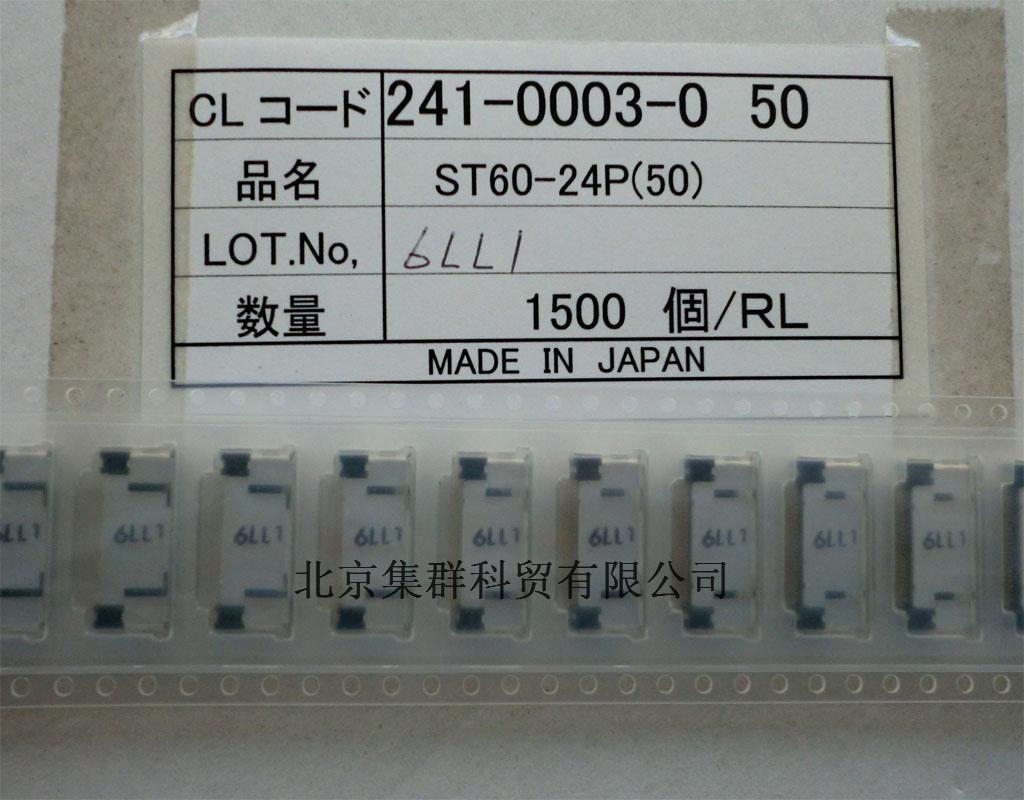 CL コード 241-0003-0 50
品名 ST60-24P(50)
LOT.No, 6LL1
数量 1500 個/RL
MADE IN JAPAN
6LL1 6LL1 6LL1 6LL1 6LL1 6LL1 6LL1 6LL1
北京集群科贸有限公司